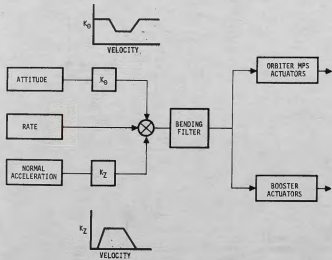 Kθ
VELOCITY
ATTITUDE
Kθ
RATE
NORMAL
ACCELERATION
KZ
BENDING
FILTER
ORBITER MPS
ACTUATORS
BOOSTER
ACTUATORS
KZ
VELOCITY